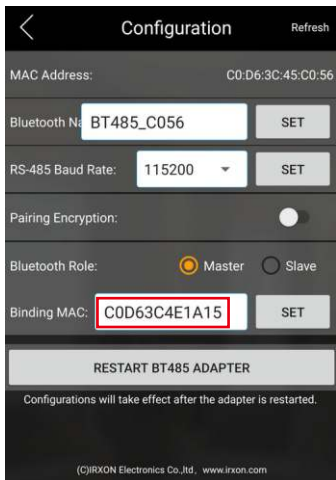 Configuration Refresh
MAC Address: C0:D6:3C:45:C0:56
Bluetooth Na BT485_C056 SET
RS-485 Baud Rate: 115200 SET
Pairing Encryption:
Bluetooth Role: Master Slave
Binding MAC: C0D63C4E1A15 SET
RESTART BT485 ADAPTER
Configurations will take effect after the adapter is restarted.
(C)IRXON Electronics Co.,ltd, www.irxon.com